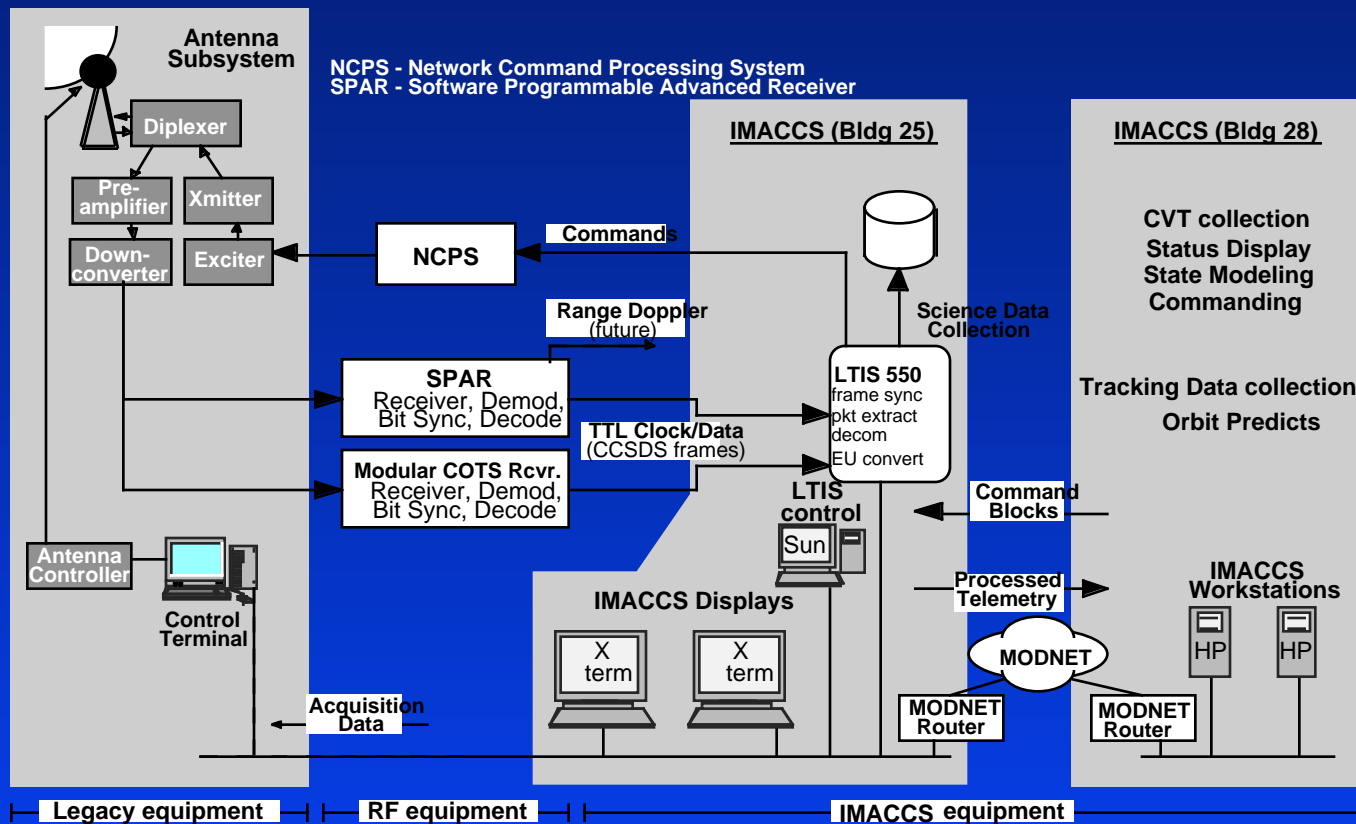 Antenna
Subsystem
NCPS - Network Command Processing System
SPAR - Software Programmable Advanced Receiver
Diplexer
Pre-
amplifier
Xmitter
Down-
converter
Exciter
NCPS
Commands
Range Doppler
(future)
SPAR
Receiver, Demod,
Bit Sync, Decode
TTL Clock/Data
(CCSDS frames)
Modular COTS Rcvr.
Receiver, Demod,
Bit Sync, Decode
Antenna
Controller
Control
Terminal
Acquisition
Data
IMACCS (Bldg 25)
Science Data
Collection
LTIS 550
frame sync
pkt extract
decom
EU convert
LTIS
control
Sun
IMACCS Displays
X
term
X
term
Command
Blocks
Processed
Telemetry
MODNET
MODNET
Router
MODNET
Router
IMACCS (Bldg 28)
CVT collection
Status Display
State Modeling
Commanding
Tracking Data collection
Orbit Predicts
IMACCS
Workstations
HP
HP
Legacy equipment
RF equipment
IMACCS equipment